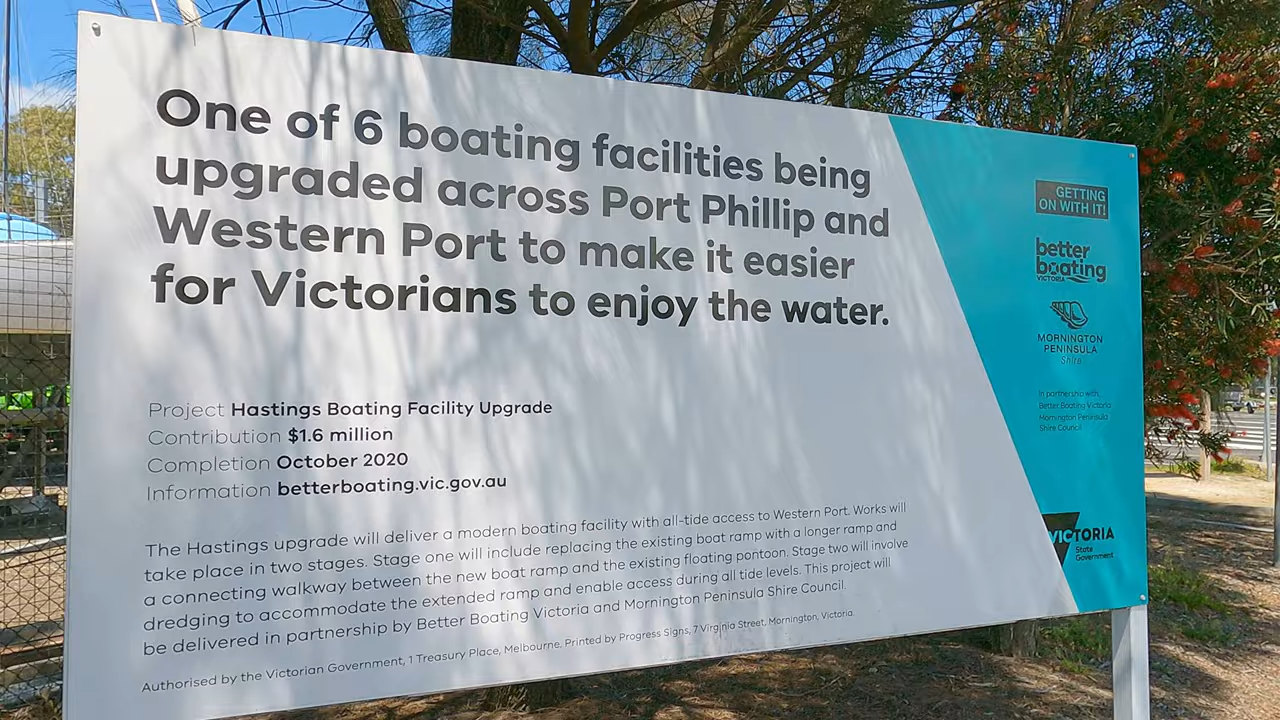 One of 6 boating facilities being
upgraded across Port Phillip and
Western Port to make it easier
for Victorians to enjoy the water.
Project Hastings Boating Facility Upgrade
Contribution $1.6 million
Completion October 2020
Information betterboating.vic.gov.au
The Hastings upgrade will deliver a modern boating facility with all-tide access to Western Port. Works will
take place in two stages. Stage one will include replacing the existing boat ramp with a longer ramp and
a connecting walkway between the new boat ramp and the existing floating pontoon. Stage two will involve
dredging to accommodate the extended ramp and enable access during all tide levels. This project will
be delivered in partnership by Better Boating Victoria and Mornington Peninsula Shire Council.
Authorised by the Victorian Government, 1 Treasury Place, Melbourne. Printed by Progress Signs, 7 Virginia Street, Mornington, Victoria.
GETTING
ON WITH IT!
better
boating
VICTORIA
MORNINGTON
PENINSULA
Shire
In partnership with:
Better Boating Victoria
Mornington Peninsula
Shire Council
VICTORIA
State
Government